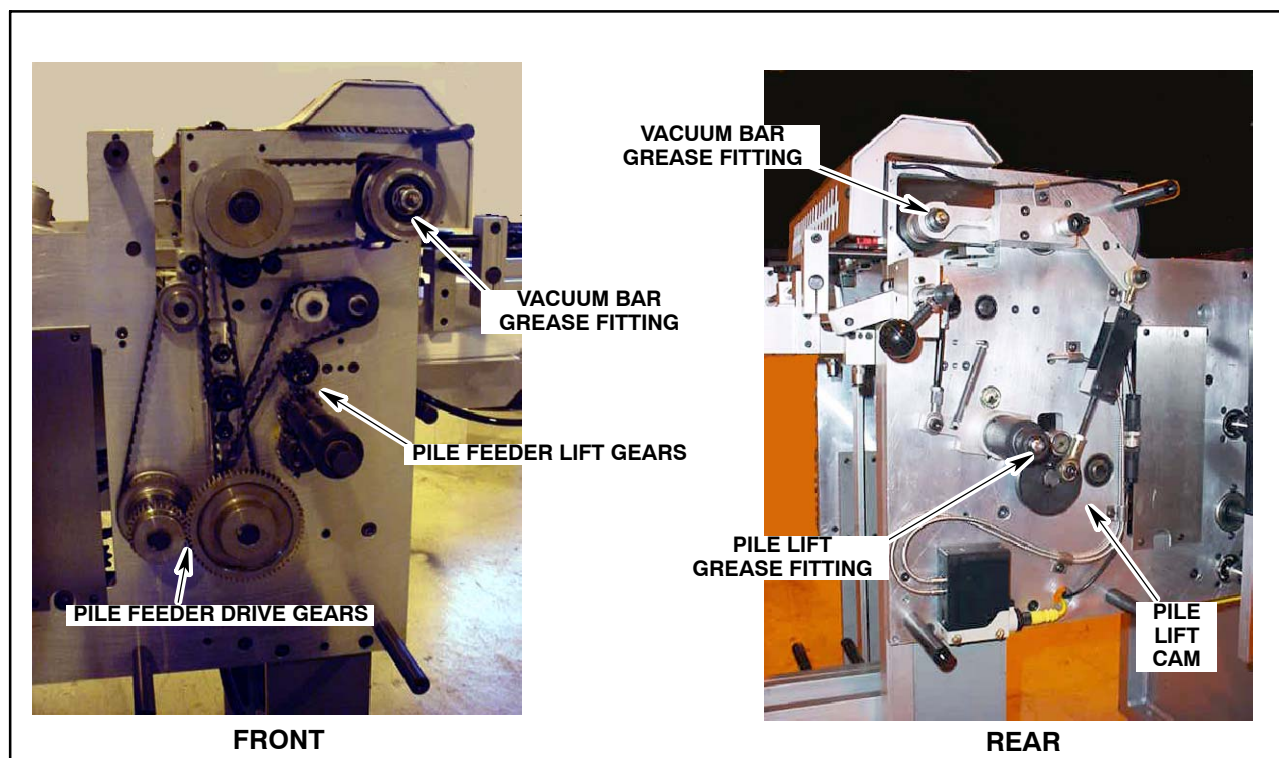 VACUUM BAR
GREASE FITTING
PILE FEEDER LIFT GEARS
PILE FEEDER DRIVE GEARS
FRONT
VACUUM BAR
GREASE FITTING
PILE LIFT
GREASE FITTING
PILE
LIFT
CAM
REAR